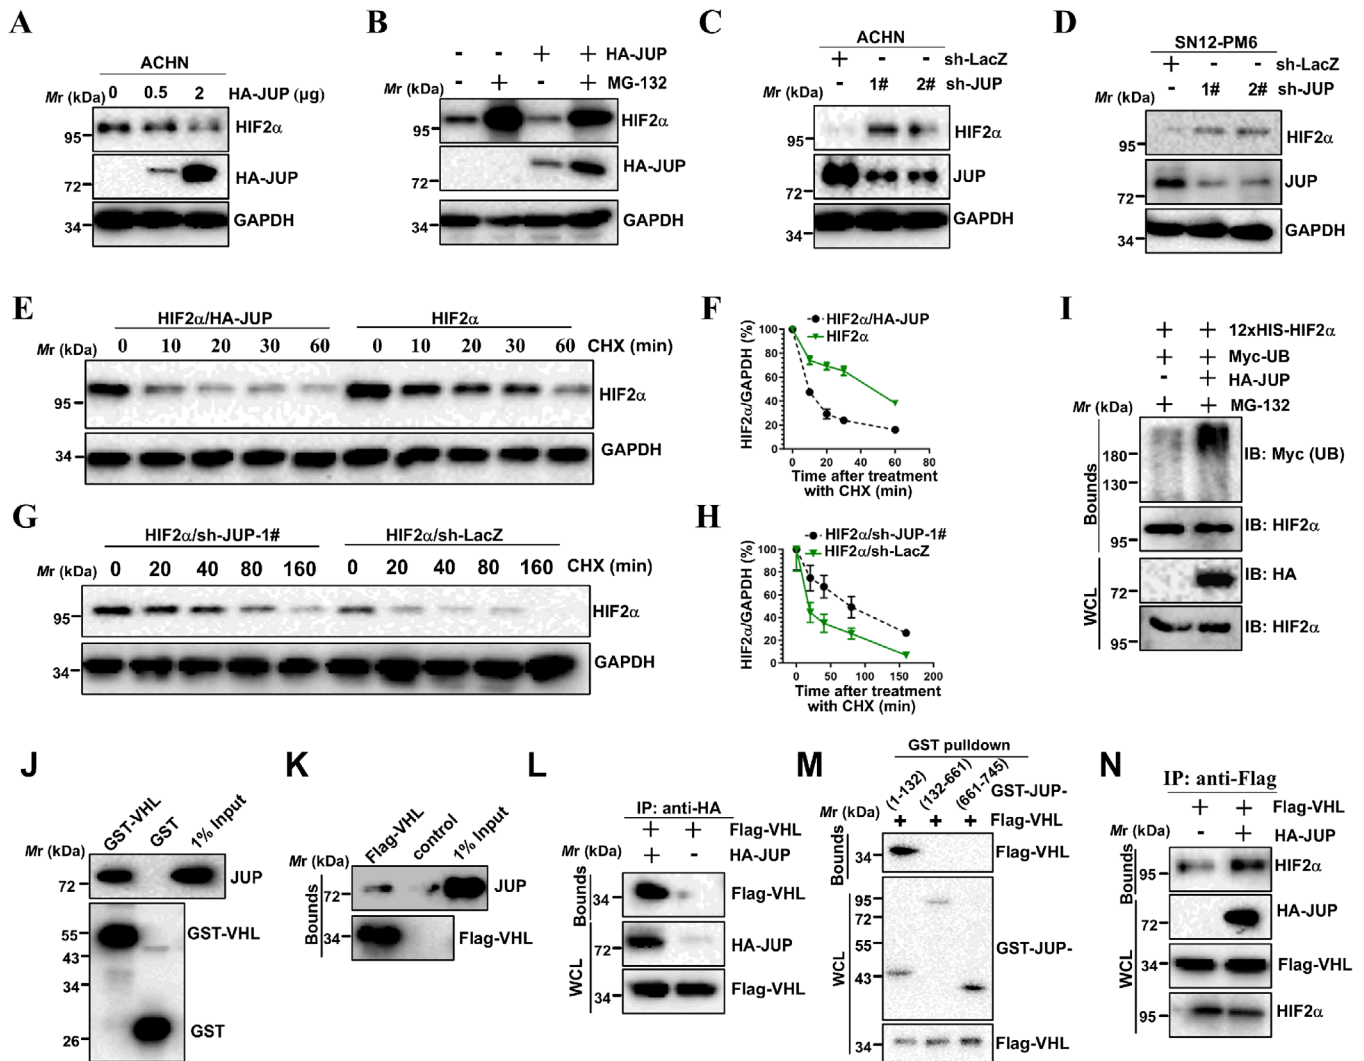 A
ACHN
Mr (kDa) 0 0.5 2 HA-JUP (μg)
95 HIF2α
72 HA-JUP
34 GAPDH
B
- - + + HA-JUP
- + - + MG-132
Mr (kDa)
95 HIF2α
72 HA-JUP
34 GAPDH
C
ACHN
+ - - sh-LacZ
- 1# 2# sh-JUP
Mr (kDa)
95 HIF2α
72 JUP
34 GAPDH
D
SN12-PM6
+ - - sh-LacZ
- 1# 2# sh-JUP
Mr (kDa)
95 HIF2α
72 JUP
34 GAPDH
E
HIF2α/HA-JUP HIF2α
Mr (kDa) 0 10 20 30 60 0 10 20 30 60 CHX (min)
95 HIF2α
34 GAPDH
F
HIF2α/HA-JUP
HIF2α
HIF2α/GAPDH (%)
100
80
60
40
20
0
0 20 40 60 80
Time after treatment
with CHX (min)
G
HIF2α/sh-JUP-1# HIF2α/sh-LacZ
Mr (kDa) 0 20 40 80 160 0 20 40 80 160 CHX (min)
95 HIF2α
34 GAPDH
H
HIF2α/sh-JUP-1#
HIF2α/sh-LacZ
HIF2α/GAPDH (%)
100
80
60
40
20
0
0 50 100 150 200
Time after treatment
with CHX (min)
I
+ + 12xHIS-HIF2α
+ + Myc-UB
- + HA-JUP
+ + MG-132
Mr (kDa)
Bounds
180 IB: Myc (UB)
130
95 IB: HIF2α
WCL
72 IB: HA
95 IB: HIF2α
J
GST-VHL GST 1% Input
Mr (kDa)
72 JUP
55 GST-VHL
43
34
26 GST
K
Flag-VHL control 1% Input
Mr (kDa)
Bounds
72 JUP
34 Flag-VHL
L
IP: anti-HA
+ + Flag-VHL
+ - HA-JUP
Mr (kDa)
Bounds
34 Flag-VHL
WCL
72 HA-JUP
34 Flag-VHL
M
GST pulldown
(1-132) (132-661) (661-745) GST-JUP-
Mr (kDa) + + + Flag-VHL
Bounds
34 Flag-VHL
WCL
95
72
55 GST-JUP-
43
34 Flag-VHL
N
IP: anti-Flag
+ + Flag-VHL
- + HA-JUP
Mr (kDa)
Bounds
95 HIF2α
WCL
72 HA-JUP
34 Flag-VHL
95 HIF2α